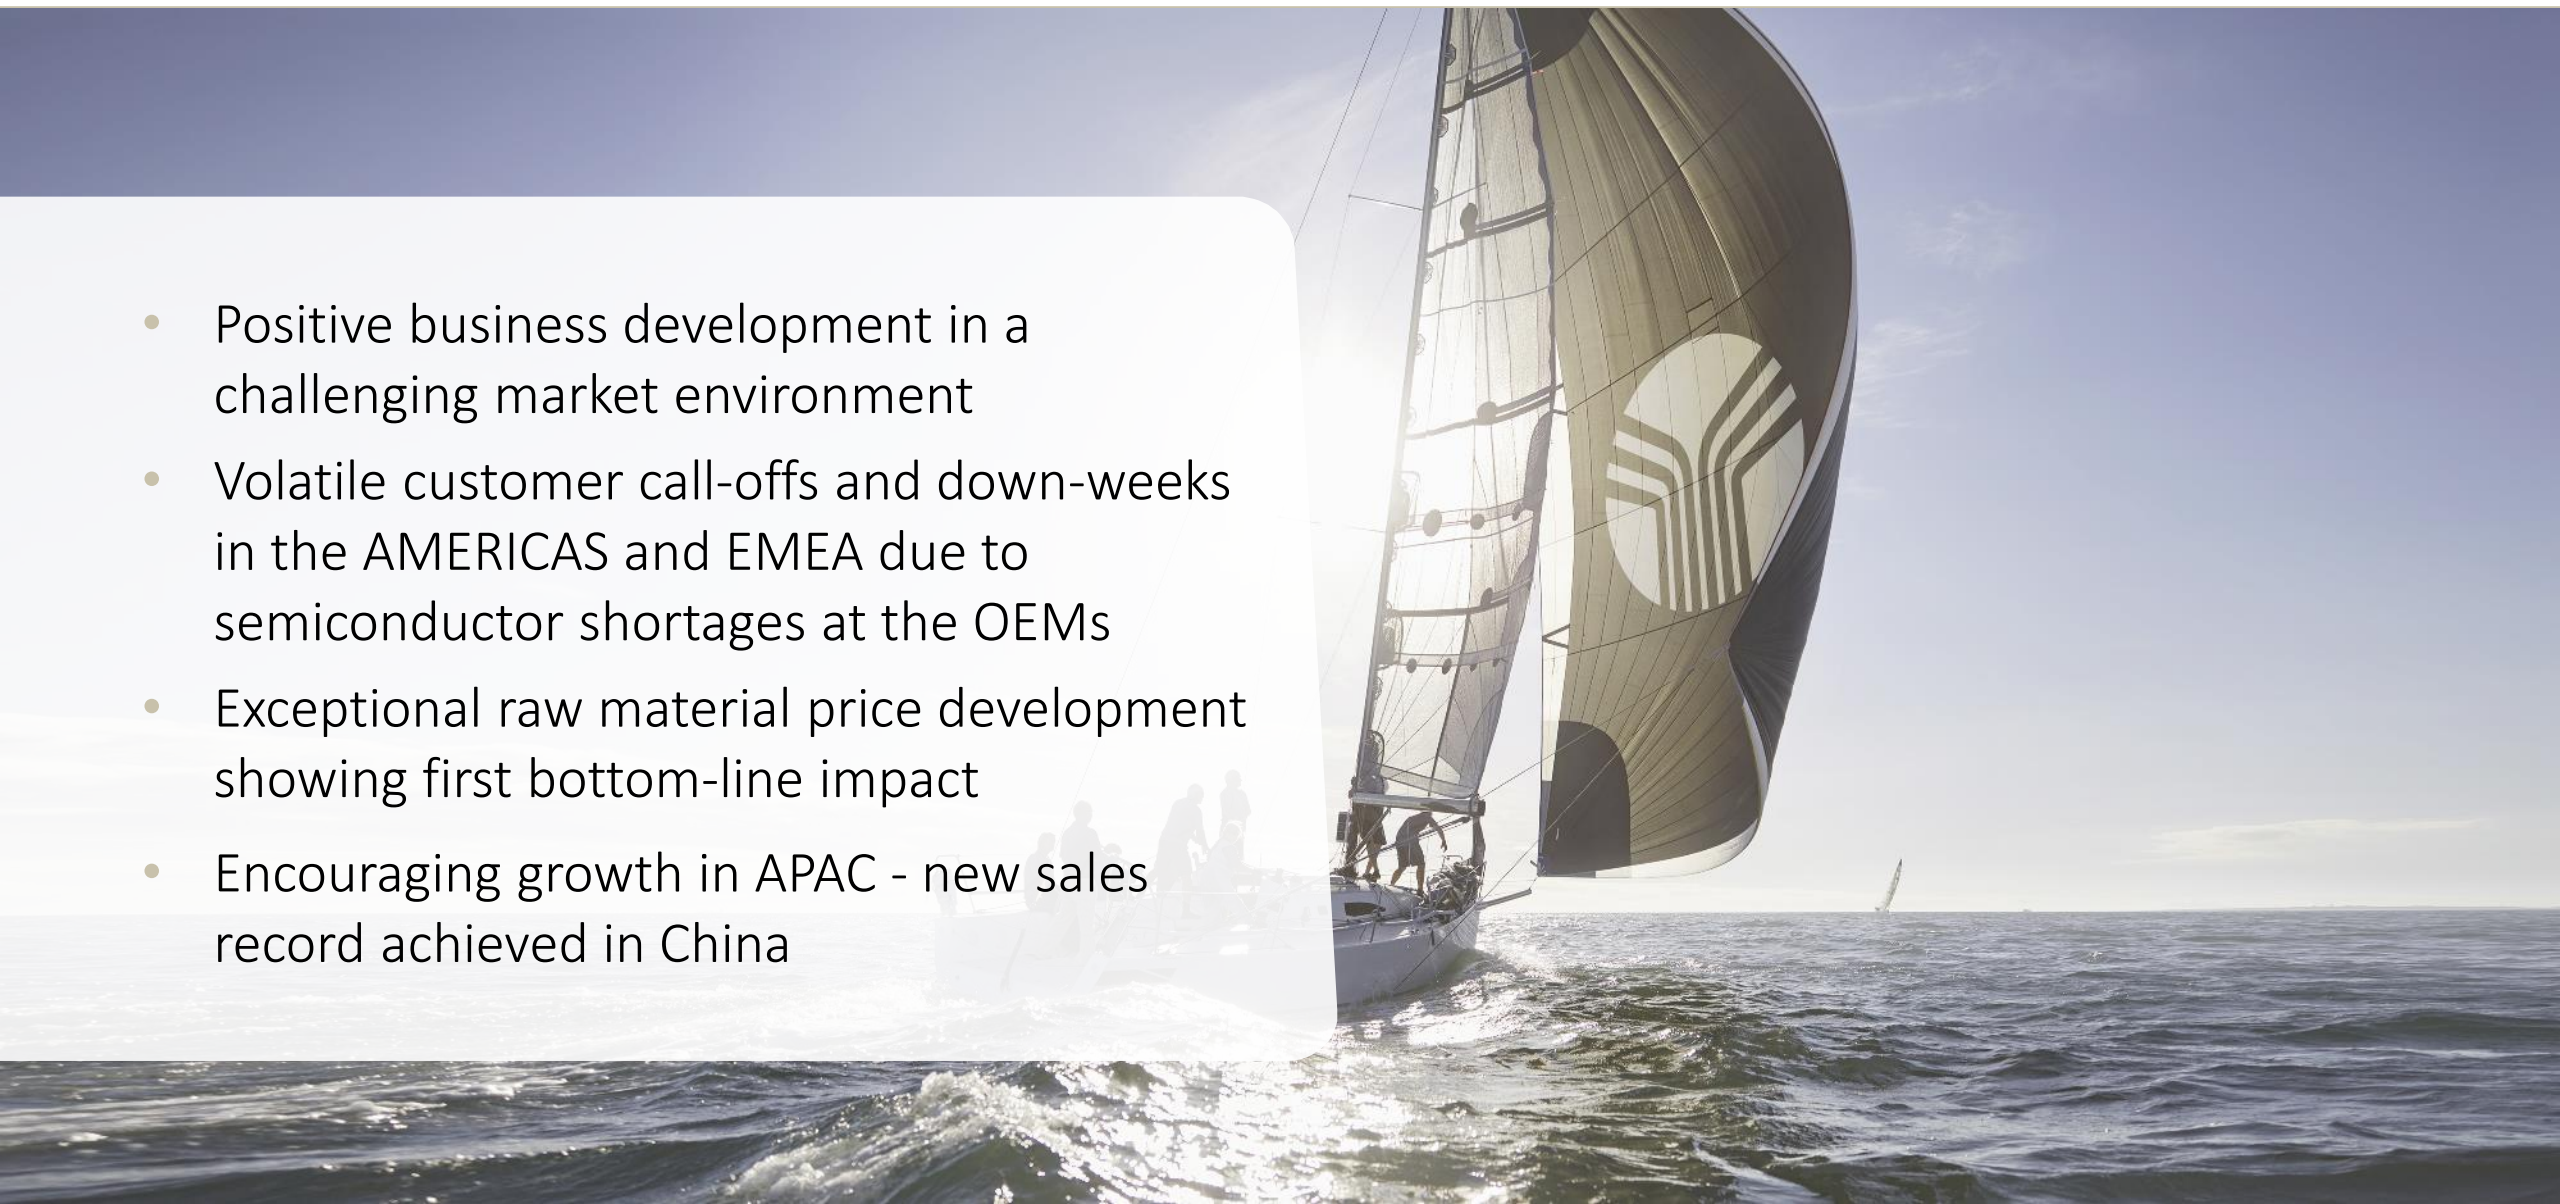 • Positive business development in a
challenging market environment
• Volatile customer call-offs and down-weeks
in the AMERICAS and EMEA due to
semiconductor shortages at the OEMs
• Exceptional raw material price development
showing first bottom-line impact
• Encouraging growth in APAC - new sales
record achieved in China